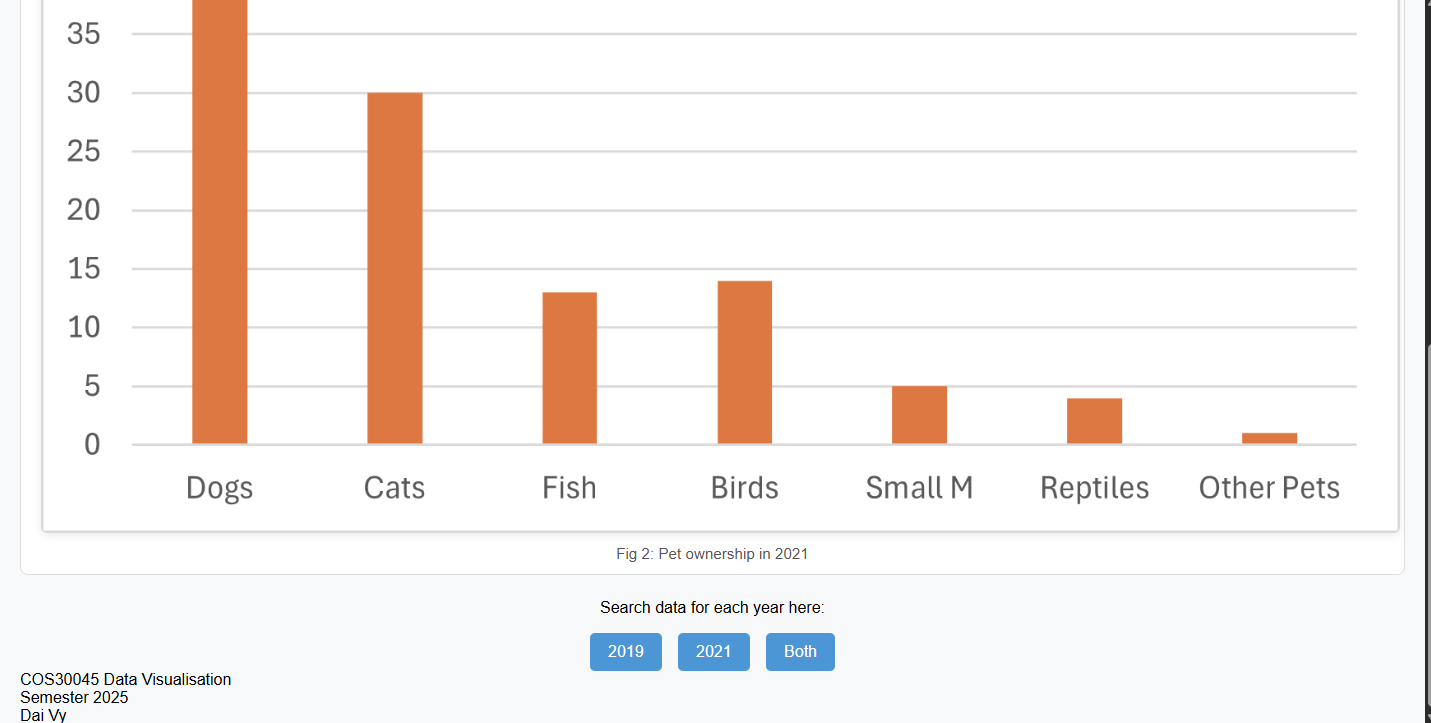 35
30
25
20
15
10
5
0
Dogs Cats Fish Birds Small M Reptiles Other Pets
Fig 2: Pet ownership in 2021
Search data for each year here:
2019 2021 Both
COS30045 Data Visualisation
Semester 2025
Dai Vy